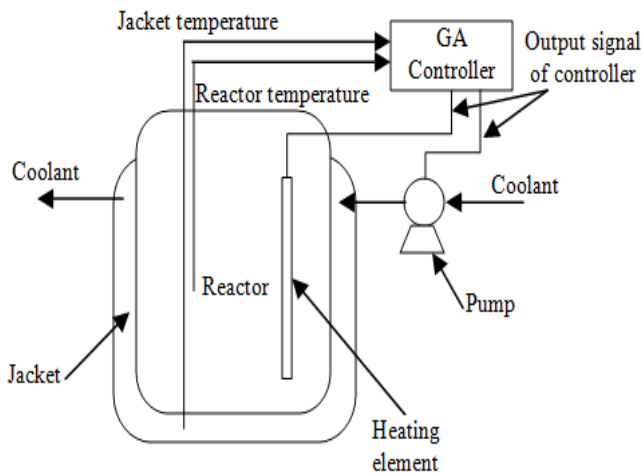 Jacket temperature
GA
Controller
Output signal
of controller
Reactor temperature
Coolant
Coolant
Reactor
Pump
Jacket
Heating
element